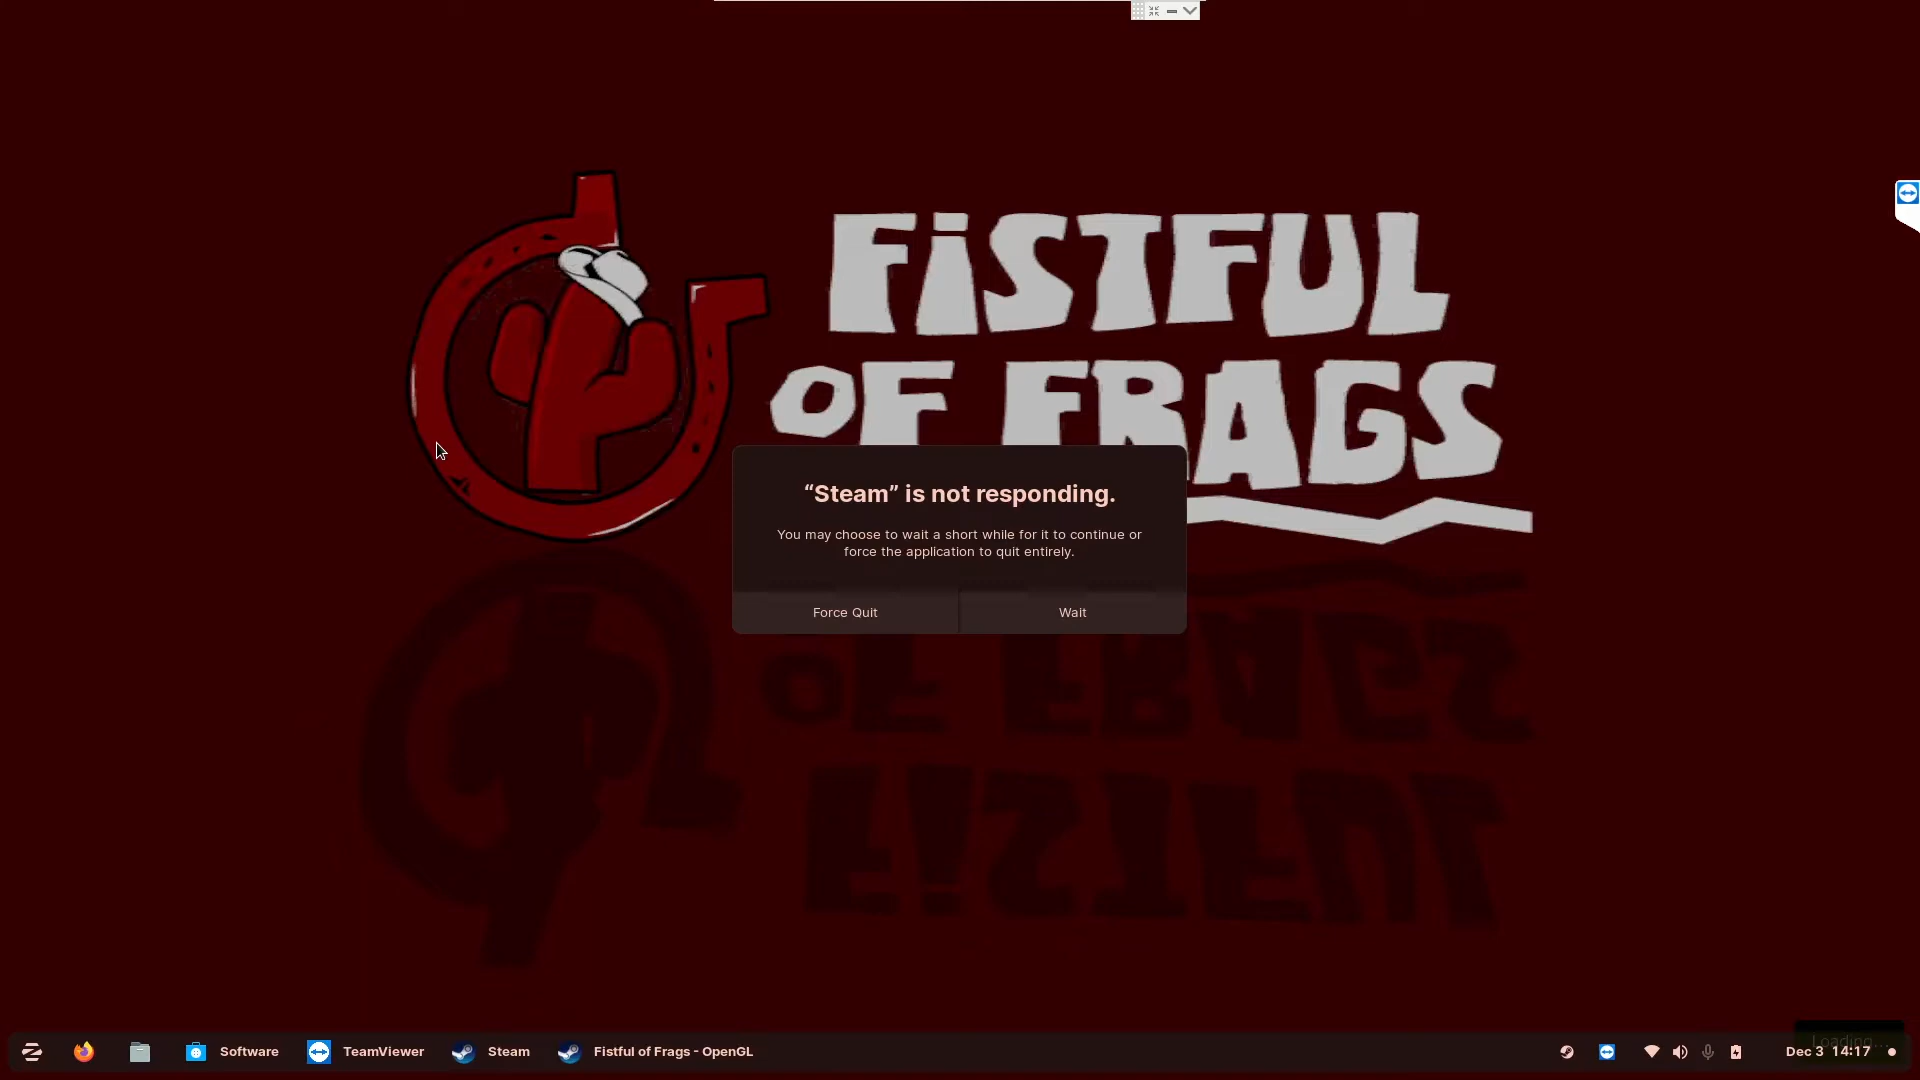 FiSTFUL
OF FRAGS
“Steam” is not responding.
You may choose to wait a short while for it to continue or
force the application to quit entirely.
Force Quit
Wait
Loading...
Software
TeamViewer
Steam
Fistful of Frags - OpenGL
Dec 3 14:17